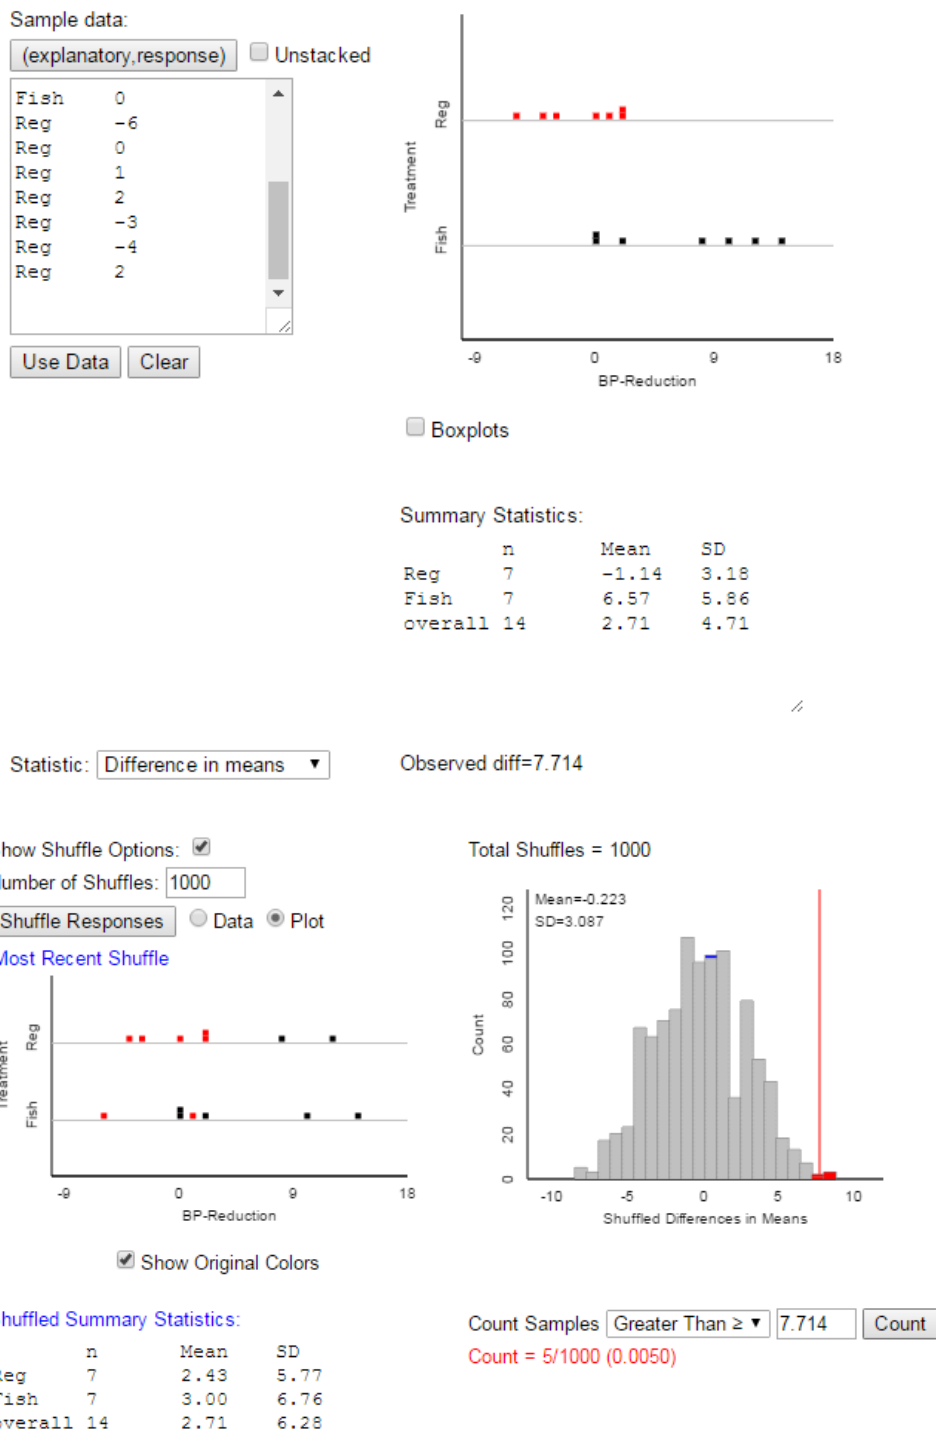 Sample data:
(explanatory,response) Unstacked
Fish 0
Reg -6
Reg 0
Reg 1
Reg 2
Reg -3
Reg -4
Reg 2
Use Data Clear
Reg
Treatment
Fish
-9 0 9 18
BP-Reduction
Boxplots
Summary Statistics:
n Mean SD
Reg 7 -1.14 3.18
Fish 7 6.57 5.86
overall 14 2.71 4.71
Statistic: Difference in means
Observed diff=7.714
how Shuffle Options:
umber of Shuffles: 1000
Shuffle Responses Data Plot
Most Recent Shuffle
Reg
Treatment
Fish
-9 0 9 18
BP-Reduction
Show Original Colors
huffled Summary Statistics:
n Mean SD
Reg 7 2.43 5.77
Fish 7 3.00 6.76
overall 14 2.71 6.28
Total Shuffles = 1000
Mean=-0.223
SD=3.087
120
100
80
60
40
20
0
Count
-10 -5 0 5 10
Shuffled Differences in Means
Count Samples Greater Than ≥ 7.714 Count
Count = 5/1000 (0.0050)